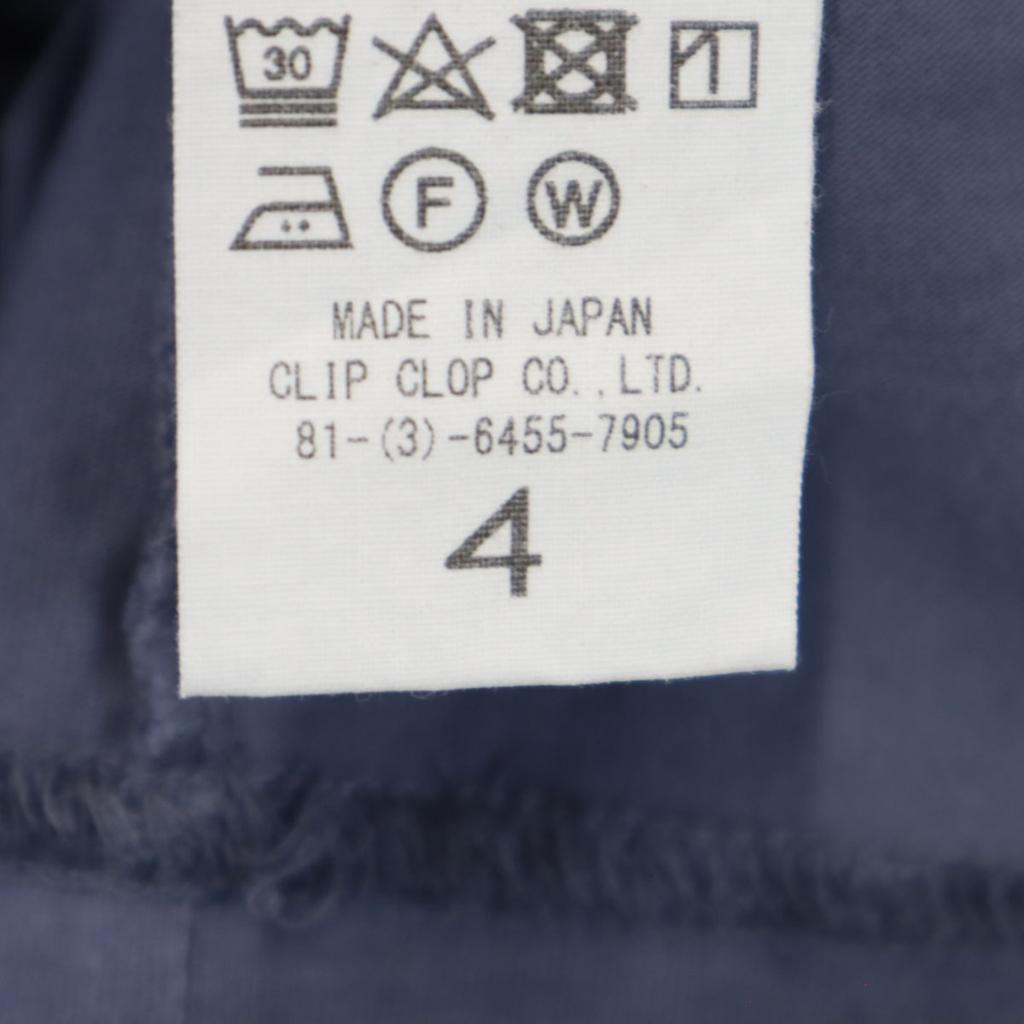 30
F W
MADE IN JAPAN
CLIP CLOP CO.,LTD.
81-(3)-6455-7905
4